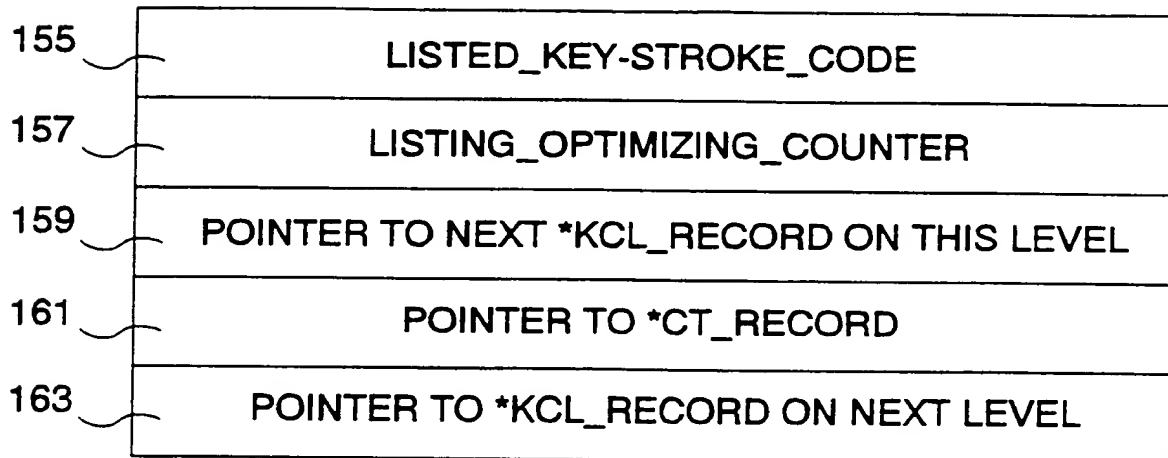 155 LISTED_KEY-STROKE_CODE
157 LISTING_OPTIMIZING_COUNTER
159 POINTER TO NEXT *KCL_RECORD ON THIS LEVEL
161 POINTER TO *CT_RECORD
163 POINTER TO *KCL_RECORD ON NEXT LEVEL